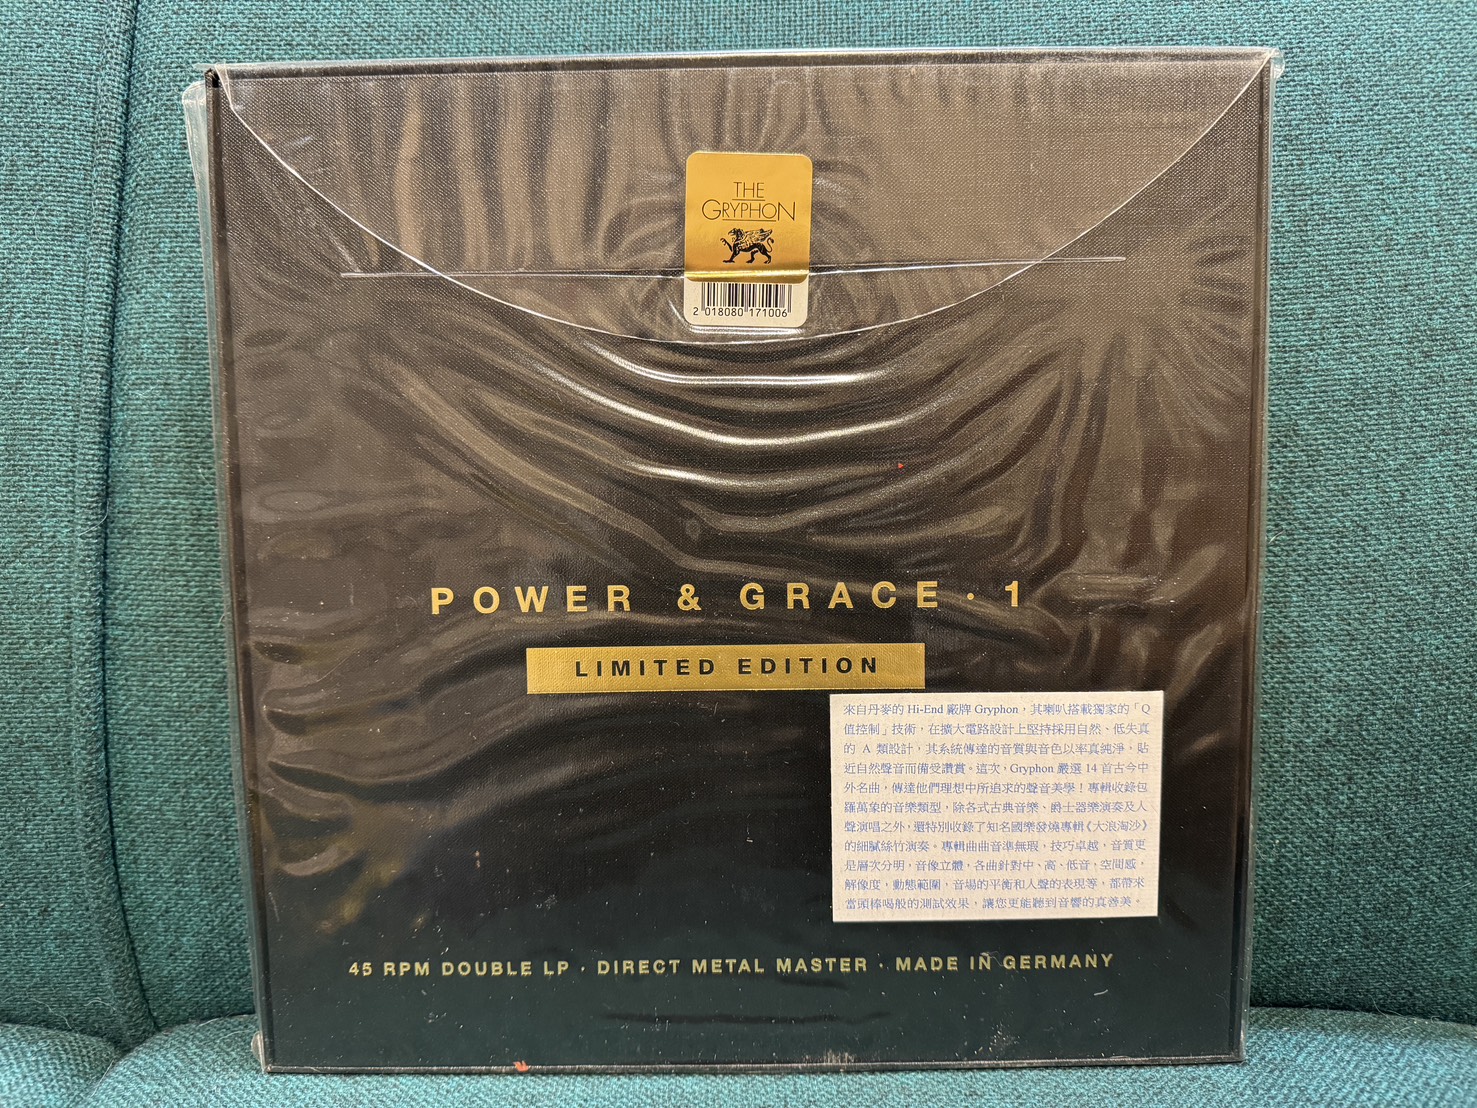 THE
GRYPHON
2 018080 171006
POWER & GRACE · 1
LIMITED EDITION
來自丹麥的 Hi-End 廠牌 Gryphon，其喇叭搭載獨家的「Q
值控制」技術，在擴大電路設計上堅持採用自然、低失真
的 A 類設計，其系統傳達的音質與音色以率真純淨，貼
近自然聲音而備受讚賞。這次，Gryphon 嚴選 14 首古今中
外名曲，傳達他們理想中所追求的聲音美學！專輯收錄包
羅萬象的音樂類型，除各式古典音樂、爵士器樂演奏及人
聲演唱之外，還特別收錄了知名國樂發燒專輯《大浪淘沙》
的細膩絲竹演奏。專輯曲曲音準無瑕，技巧卓越，音質更
是層次分明，音像立體，各曲針對中、高、低音，空間感，
解像度，動態範圍，音場的平衡和人聲的表現等，都帶來
當頭棒喝般的測試效果，讓您更能聽到音響的真善美。
45 RPM DOUBLE LP · DIRECT METAL MASTER · MADE IN GERMANY